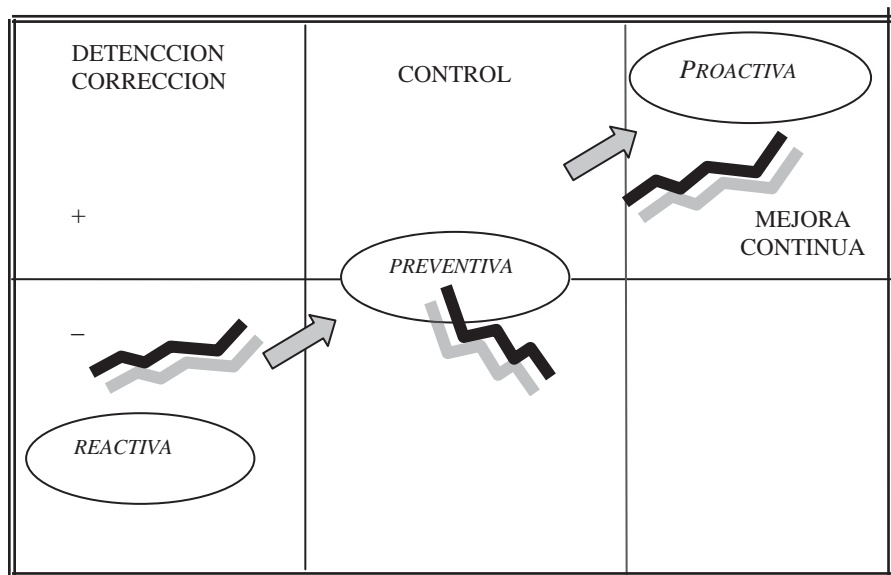 DETENCCION
CORRECCION
CONTROL
PROACTIVA
+
MEJORA
CONTINUA
PREVENTIVA
–
REACTIVA